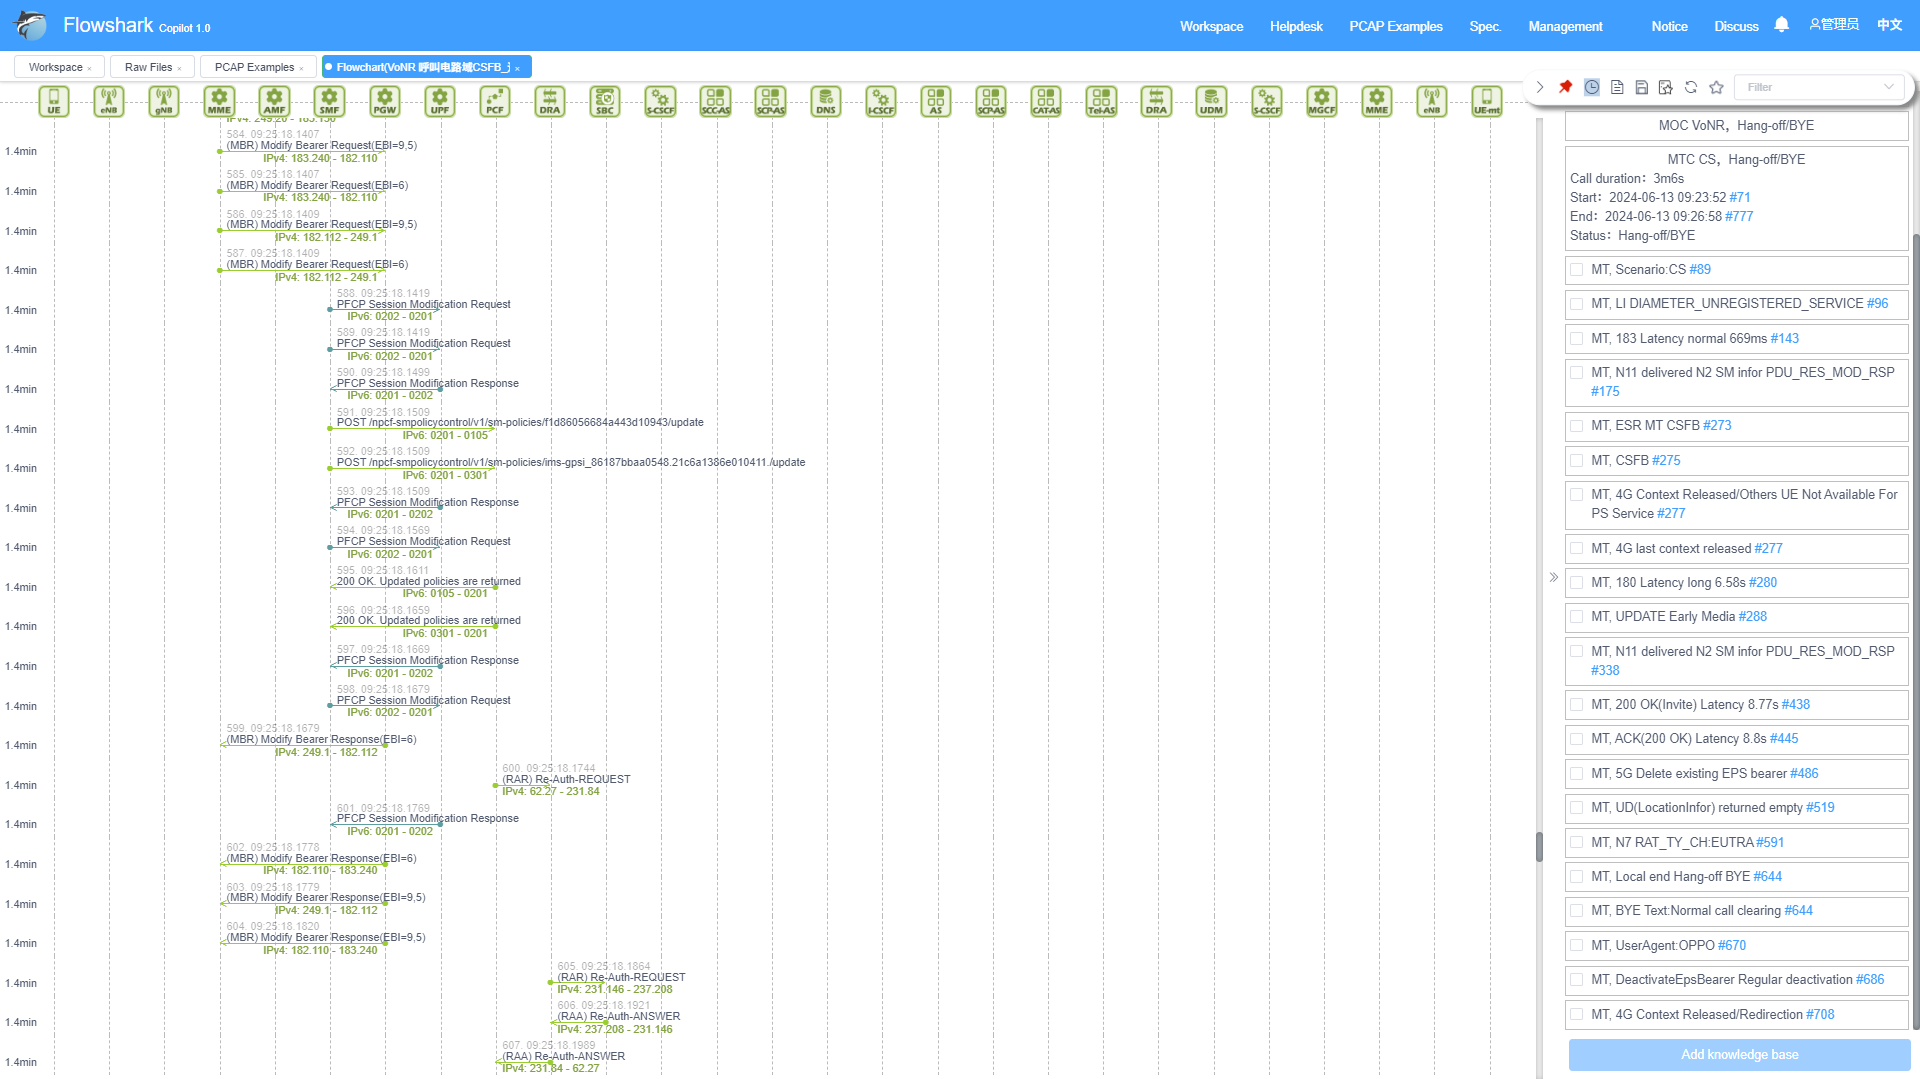 Flowshark Copilot 1.0
Workspace Helpdesk PCAP Examples Spec. Management Notice Discuss 管理员 中文
Workspace × Raw Files × PCAP Examples ×
UE eNB gNB MME AMF SMF PGW UPF PCF DRA SBC S-CSCF SCC-AS SCP-AS DNS I-CSCF AS SCP-AS CAT-AS Tel-AS DRA UDM S-CSCF MGCF MME eNB UE-mt
Filter
IPv4: 249.20 - 183.150
584. 09:25:18.1407
1.4min (MBR) Modify Bearer Request(EBI=9,5)
IPv4: 183.240 - 182.110
585. 09:25:18.1407
1.4min (MBR) Modify Bearer Request(EBI=6)
IPv4: 183.240 - 182.110
586. 09:25:18.1409
1.4min (MBR) Modify Bearer Request(EBI=9,5)
IPv4: 182.112 - 249.1
587. 09:25:18.1409
1.4min (MBR) Modify Bearer Request(EBI=6)
IPv4: 182.112 - 249.1
588. 09:25:18.1419
1.4min PFCP Session Modification Request
IPv6: 0202 - 0201
589. 09:25:18.1419
1.4min PFCP Session Modification Request
IPv6: 0202 - 0201
590. 09:25:18.1499
1.4min PFCP Session Modification Response
IPv6: 0201 - 0202
591. 09:25:18.1509
1.4min POST /npcf-smpolicycontrol/v1/sm-policies/f1d86056684a443d10943/update
IPv6: 0201 - 0105
592. 09:25:18.1509
1.4min POST /npcf-smpolicycontrol/v1/sm-policies/ims-gpsi_86187bbaa0548.21c6a1386e010411./update
IPv6: 0201 - 0301
593. 09:25:18.1509
1.4min PFCP Session Modification Response
IPv6: 0201 - 0202
594. 09:25:18.1569
1.4min PFCP Session Modification Request
IPv6: 0202 - 0201
595. 09:25:18.1611
1.4min 200 OK. Updated policies are returned
IPv6: 0105 - 0201
596. 09:25:18.1659
1.4min 200 OK. Updated policies are returned
IPv6: 0301 - 0201
597. 09:25:18.1669
1.4min PFCP Session Modification Response
IPv6: 0201 - 0202
598. 09:25:18.1679
1.4min PFCP Session Modification Request
IPv6: 0202 - 0201
599. 09:25:18.1679
1.4min (MBR) Modify Bearer Response(EBI=6)
IPv4: 249.1 - 182.112
600. 09:25:18.1744
1.4min (RAR) Re-Auth-REQUEST
IPv4: 62.27 - 231.84
601. 09:25:18.1769
1.4min PFCP Session Modification Response
IPv6: 0201 - 0202
602. 09:25:18.1778
1.4min (MBR) Modify Bearer Response(EBI=6)
IPv4: 182.110 - 183.240
603. 09:25:18.1779
1.4min (MBR) Modify Bearer Response(EBI=9,5)
IPv4: 249.1 - 182.112
604. 09:25:18.1820
1.4min (MBR) Modify Bearer Response(EBI=9,5)
IPv4: 182.110 - 183.240
605. 09:25:18.1864
1.4min (RAR) Re-Auth-REQUEST
IPv4: 231.146 - 237.208
606. 09:25:18.1921
1.4min (RAA) Re-Auth-ANSWER
IPv4: 237.208 - 231.146
607. 09:25:18.1989
1.4min (RAA) Re-Auth-ANSWER
IPv4: 231.84 - 62.27
MOC VoNR，Hang-off/BYE
MTC CS，Hang-off/BYE
Call duration：3m6s
Start：2024-06-13 09:23:52 #71
End：2024-06-13 09:26:58 #777
Status：Hang-off/BYE
MT, Scenario:CS #89
MT, LI DIAMETER_UNREGISTERED_SERVICE #96
MT, 183 Latency normal 669ms #143
MT, N11 delivered N2 SM infor PDU_RES_MOD_RSP
#175
MT, ESR MT CSFB #273
MT, CSFB #275
MT, 4G Context Released/Others UE Not Available For
PS Service #277
MT, 4G last context released #277
MT, 180 Latency long 6.58s #280
MT, UPDATE Early Media #288
MT, N11 delivered N2 SM infor PDU_RES_MOD_RSP
#338
MT, 200 OK(Invite) Latency 8.77s #438
MT, ACK(200 OK) Latency 8.8s #445
MT, 5G Delete existing EPS bearer #486
MT, UD(LocationInfor) returned empty #519
MT, N7 RAT_TY_CH:EUTRA #591
MT, Local end Hang-off BYE #644
MT, BYE Text:Normal call clearing #644
MT, UserAgent:OPPO #670
MT, DeactivateEpsBearer Regular deactivation #686
MT, 4G Context Released/Redirection #708
Add knowledge base